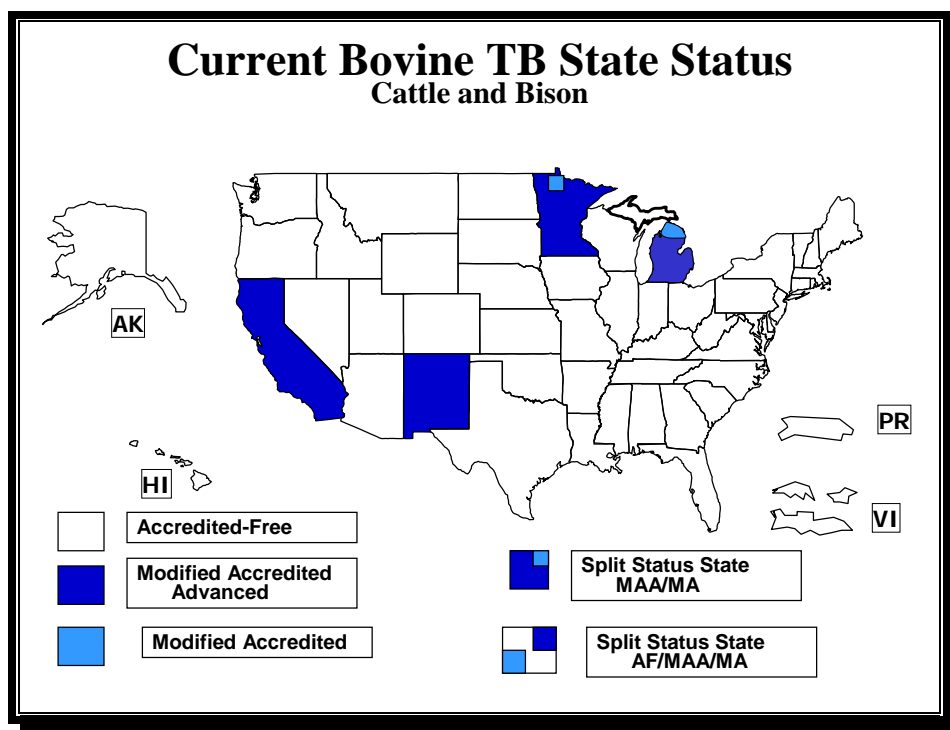 Current Bovine TB State Status
Cattle and Bison
AK
PR
HI
VI
Accredited-Free
Modified Accredited
Advanced
Modified Accredited
Split Status State
MAA/MA
Split Status State
AF/MAA/MA